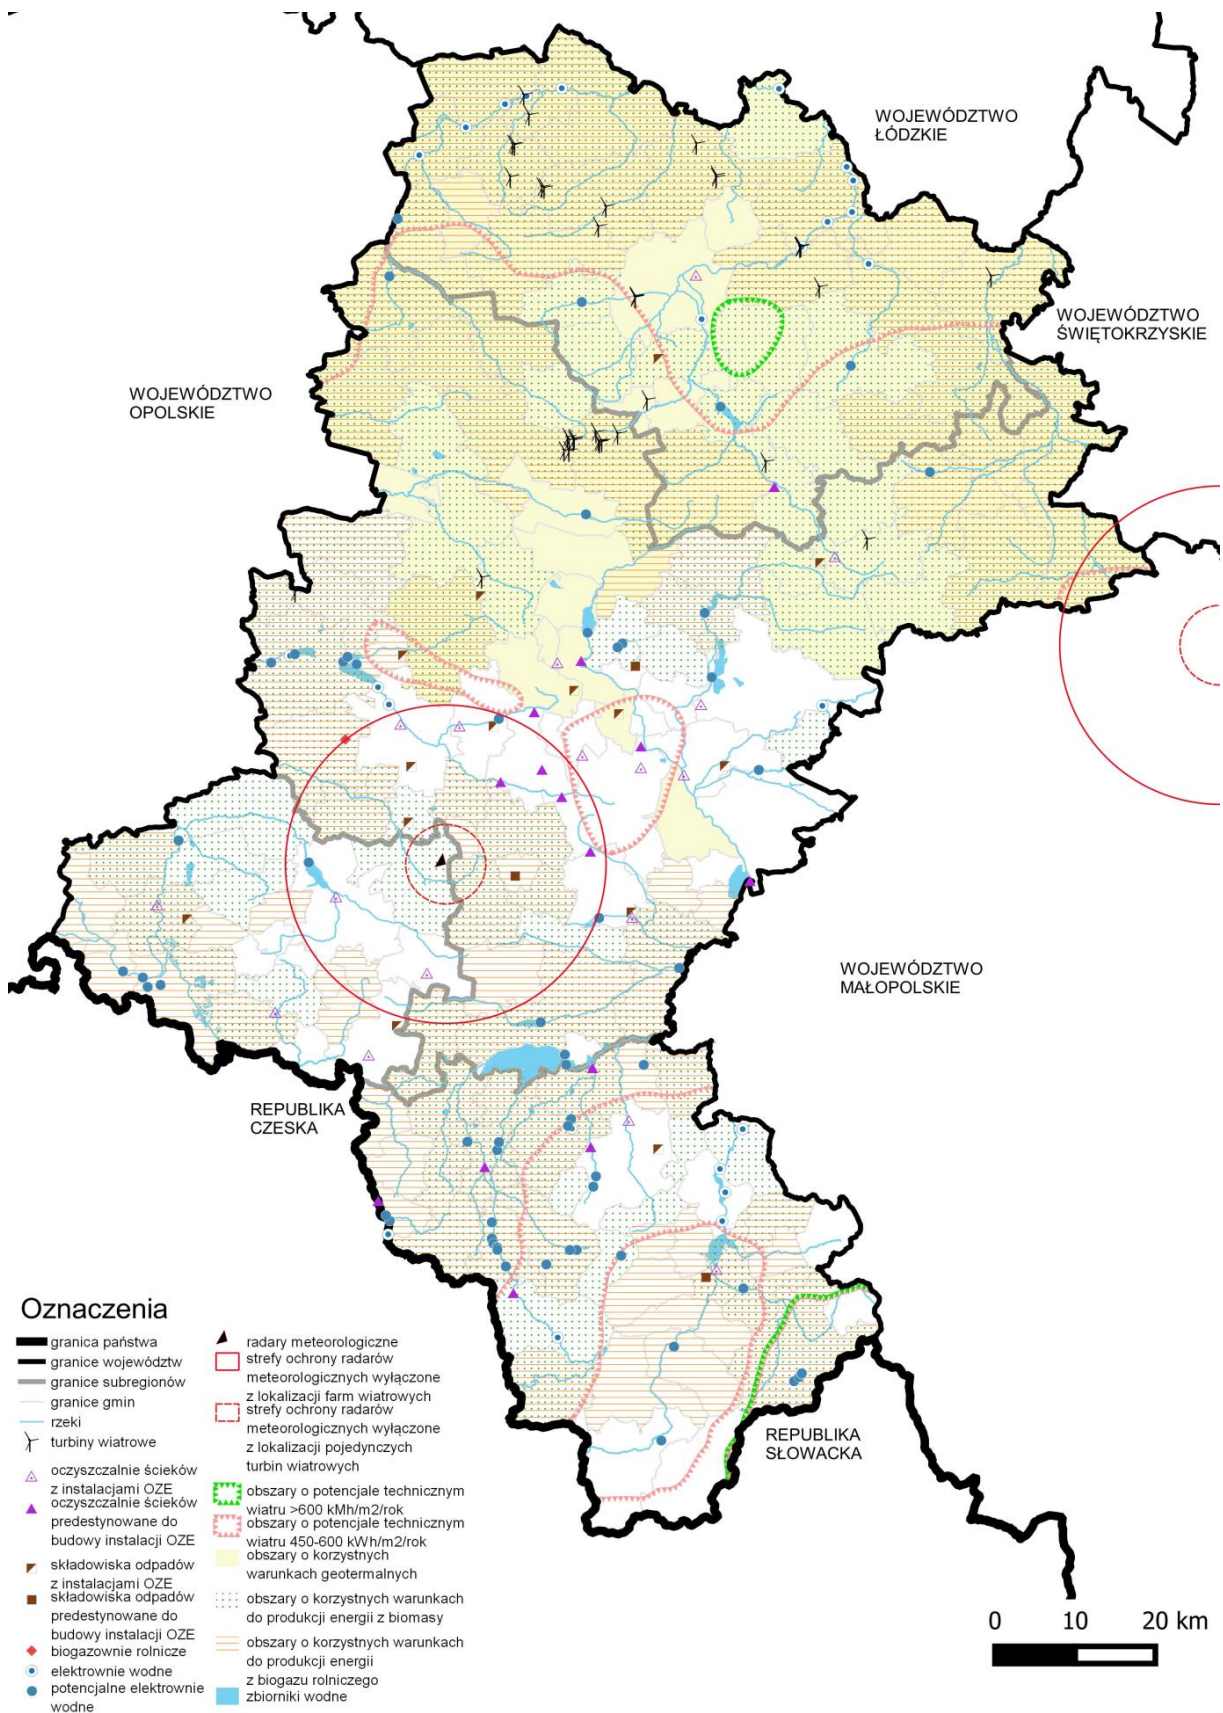 WOJEWÓDZTWO
ŁÓDZKIE
WOJEWÓDZTWO
ŚWIĘTOKRZYSKIE
WOJEWÓDZTWO
OPOLSKIE
WOJEWÓDZTWO
MAŁOPOLSKIE
REPUBLIKA
CZESKA
REPUBLIKA
SŁOWACKA
Oznaczenia
granica państwa
granice województw
granice subregionów
granice gmin
rzeki
turbiny wiatrowe
oczyszczalnie ścieków
z instalacjami OZE
oczyszczalnie ścieków
predestynowane do
budowy instalacji OZE
składowiska odpadów
z instalacjami OZE
składowiska odpadów
predestynowane do
budowy instalacji OZE
biogazownie rolnicze
elektrownie wodne
potencjalne elektrownie
wodne
radary meteorologiczne
strefy ochrony radarów
meteorologicznych wyłączone
z lokalizacji farm wiatrowych
strefy ochrony radarów
meteorologicznych wyłączone
z lokalizacji pojedynczych
turbin wiatrowych
obszary o potencjale technicznym
wiatru >600 kMh/m2/rok
obszary o potencjale technicznym
wiatru 450-600 kWh/m2/rok
obszary o korzystnych
warunkach geotermalnych
obszary o korzystnych warunkach
do produkcji energii z biomasy
obszary o korzystnych warunkach
do produkcji energii
z biogazu rolniczego
zbiorniki wodne
0 10 20 km